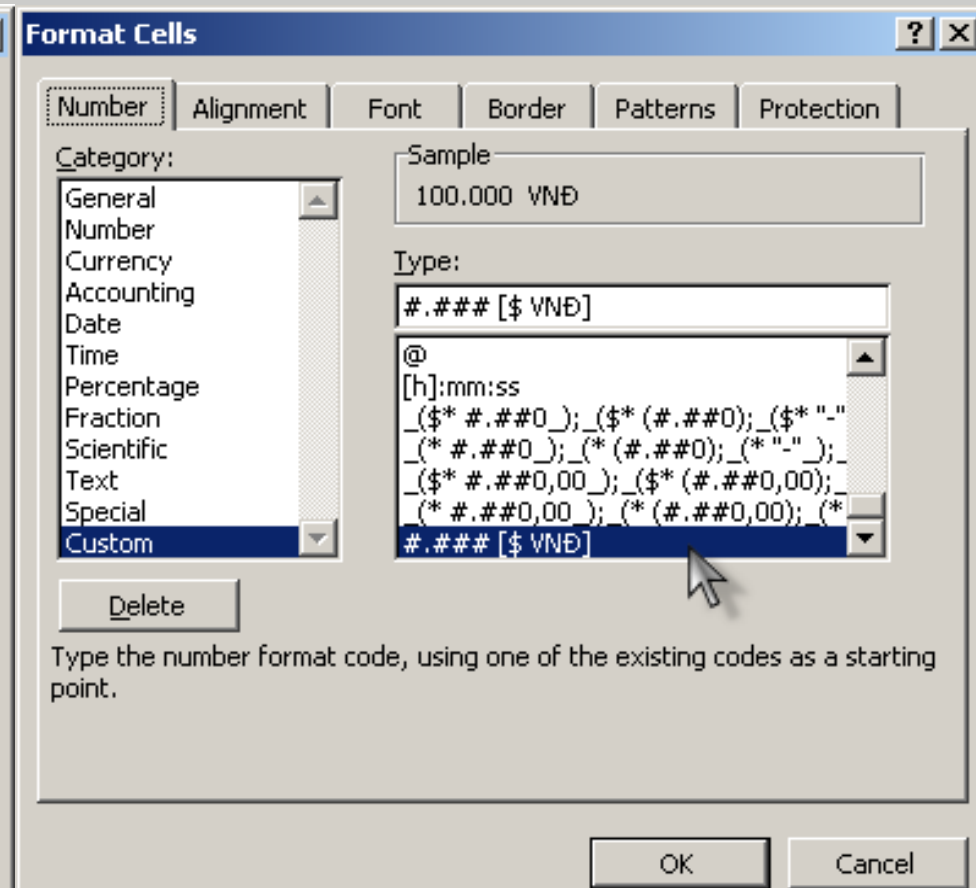 Format Cells
Number Alignment Font Border Patterns Protection
Category:
General
Number
Currency
Accounting
Date
Time
Percentage
Fraction
Scientific
Text
Special
Custom
Sample
100.000 VNĐ
Type:
#.### [$ VNĐ]
@
[h]:mm:ss
_($* #.##0_);_($* (#.##0);_($* "-"
_(* #.##0_);_(* (#.##0);_(* "-"_);_
_($* #.##0,00_);_($* (#.##0,00);_
_(* #.##0,00_);_(* (#.##0,00);_(*
#.### [$ VNĐ]
Delete
Type the number format code, using one of the existing codes as a starting
point.
OK Cancel